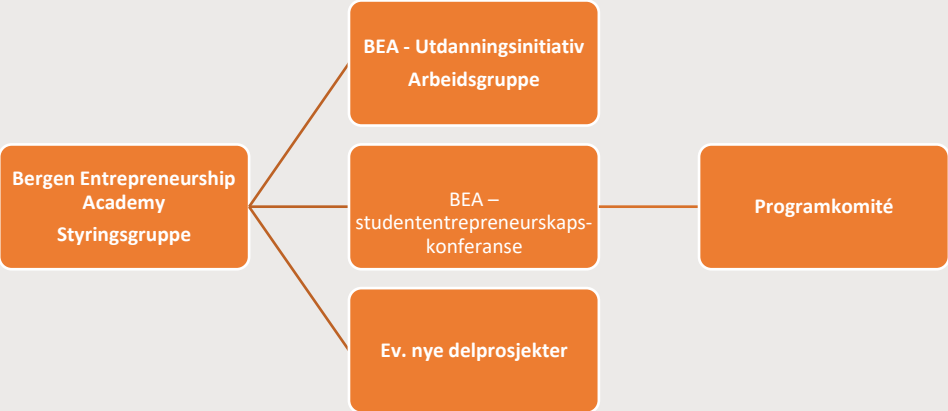 Bergen Entrepreneurship
Academy
Styringsgruppe
BEA - Utdanningsinitiativ
Arbeidsgruppe
BEA –
studententrepreneurskaps-
konferanse
Ev. nye delprosjekter
Programkomité